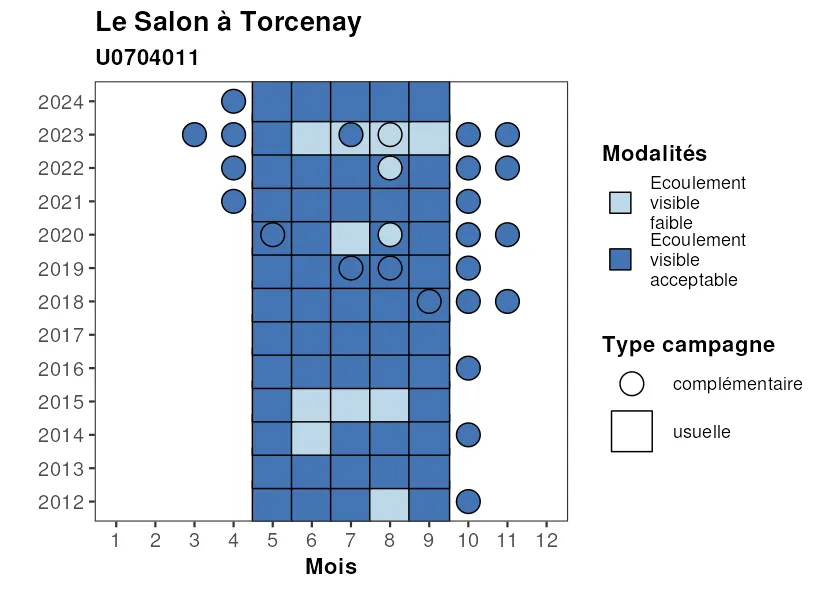 Le Salon à Torcenay
U0704011
2024
2023
2022
2021
2020
2019
2018
2017
2016
2015
2014
2013
2012
1 2 3 4 5 6 7 8 9 10 11 12
Mois
Modalités
Ecoulement
visible
faible
Ecoulement
visible
acceptable
Type campagne
complémentaire
usuelle